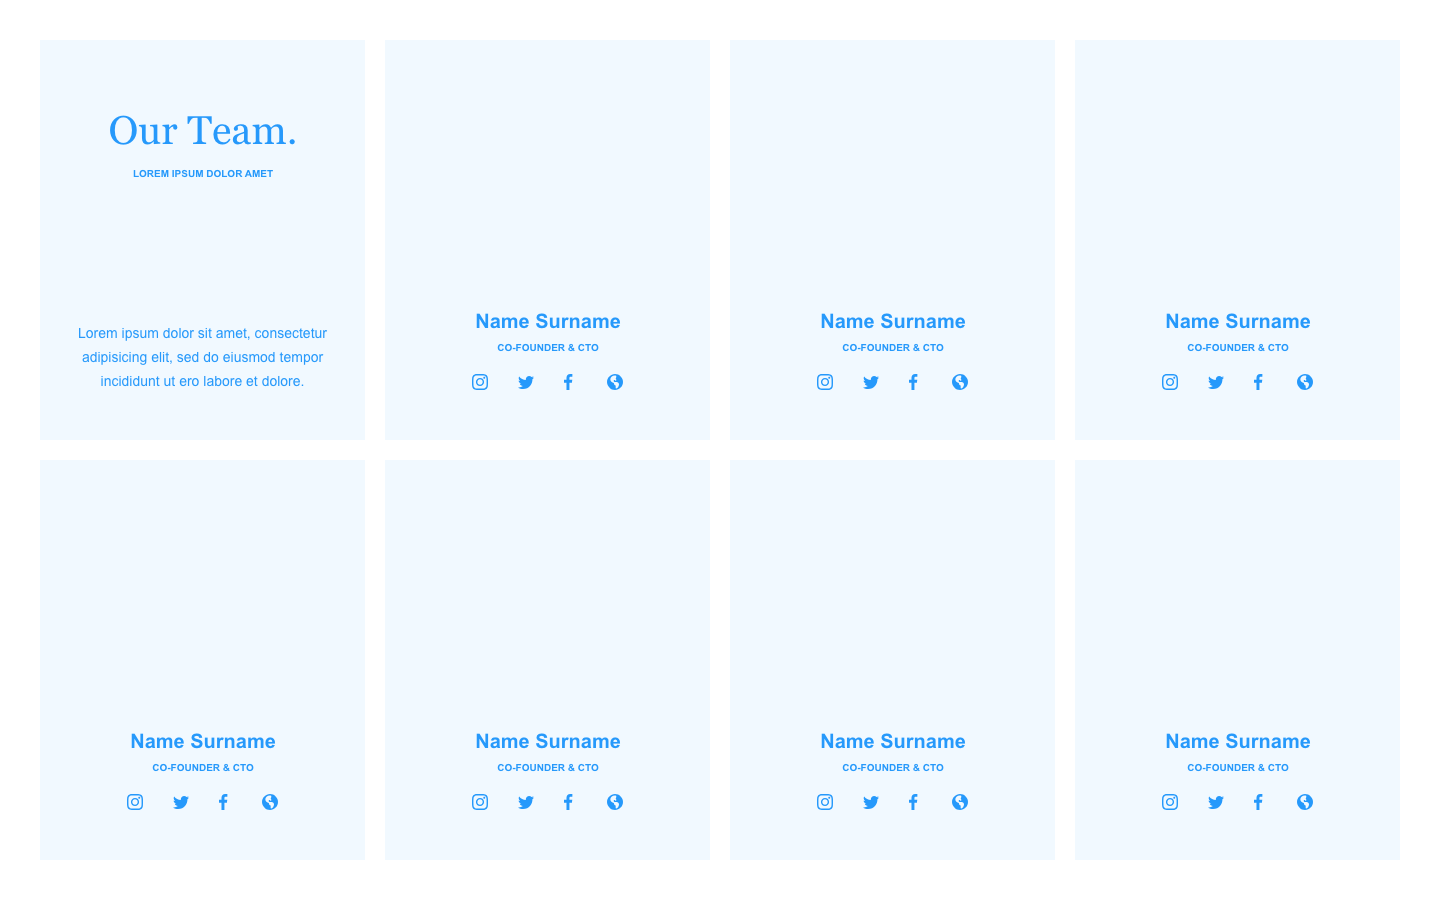 Our Team.
LOREM IPSUM DOLOR AMET
Lorem ipsum dolor sit amet, consectetur
adipisicing elit, sed do eiusmod tempor
incididunt ut ero labore et dolore.
Name Surname
CO-FOUNDER & CTO
Name Surname
CO-FOUNDER & CTO
Name Surname
CO-FOUNDER & CTO
Name Surname
CO-FOUNDER & CTO
Name Surname
CO-FOUNDER & CTO
Name Surname
CO-FOUNDER & CTO
Name Surname
CO-FOUNDER & CTO